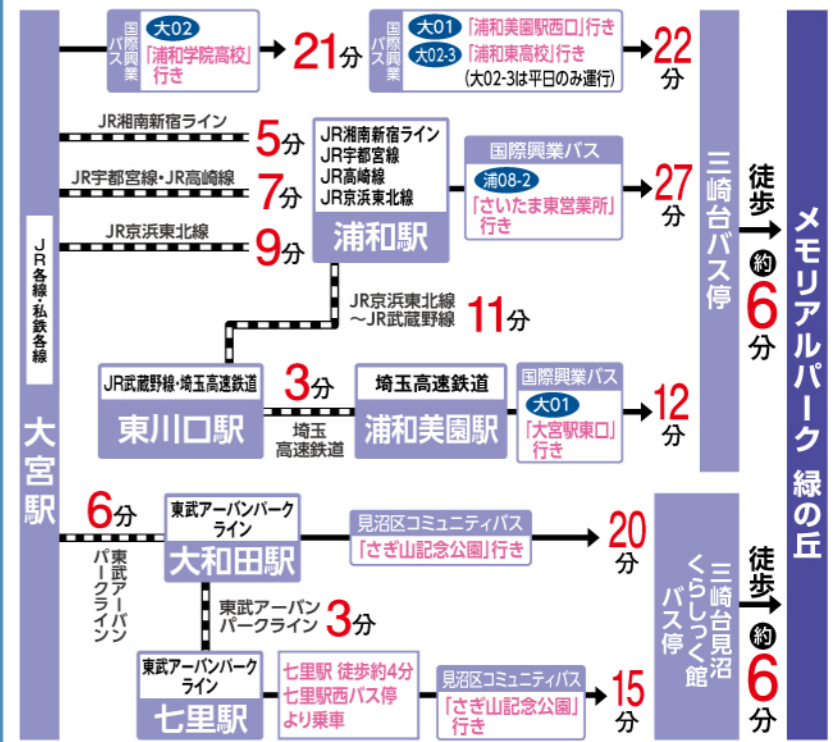 JR各線・私鉄各線
大宮駅
国際興業
バス
大02
「浦和学院高校」
行き
21分
国際興業
バス
大01 「浦和美園駅西口」行き
大02-3 「浦和東高校」行き
(大02-3は平日のみ運行)
22
分
JR湘南新宿ライン
5分
JR宇都宮線・JR高崎線
7分
JR京浜東北線
9分
JR湘南新宿ライン
JR宇都宮線
JR高崎線
JR京浜東北線
浦和駅
国際興業バス
浦08-2
「さいたま東営業所」
行き
27
分
JR京浜東北線
～JR武蔵野線
11分
JR武蔵野線・埼玉高速鉄道
東川口駅
3分
埼玉
高速鉄道
埼玉高速鉄道
浦和美園駅
国際興業バス
大01
「大宮駅東口」
行き
12
分
三崎台バス停
徒歩
約
6
分
6分
東武アーバン
パークライン
東武アーバンパーク
ライン
大和田駅
見沼区コミュニティバス
「さぎ山記念公園」行き
20
分
東武アーバン
パークライン
3分
東武アーバンパーク
ライン
七里駅
七里駅 徒歩約4分
七里駅西バス停
より乗車
見沼区コミュニティバス
「さぎ山記念公園」
行き
15
分
三崎台見沼
くらしっく館
バス停
徒歩
約
6
分
メモリアルパーク 緑の丘